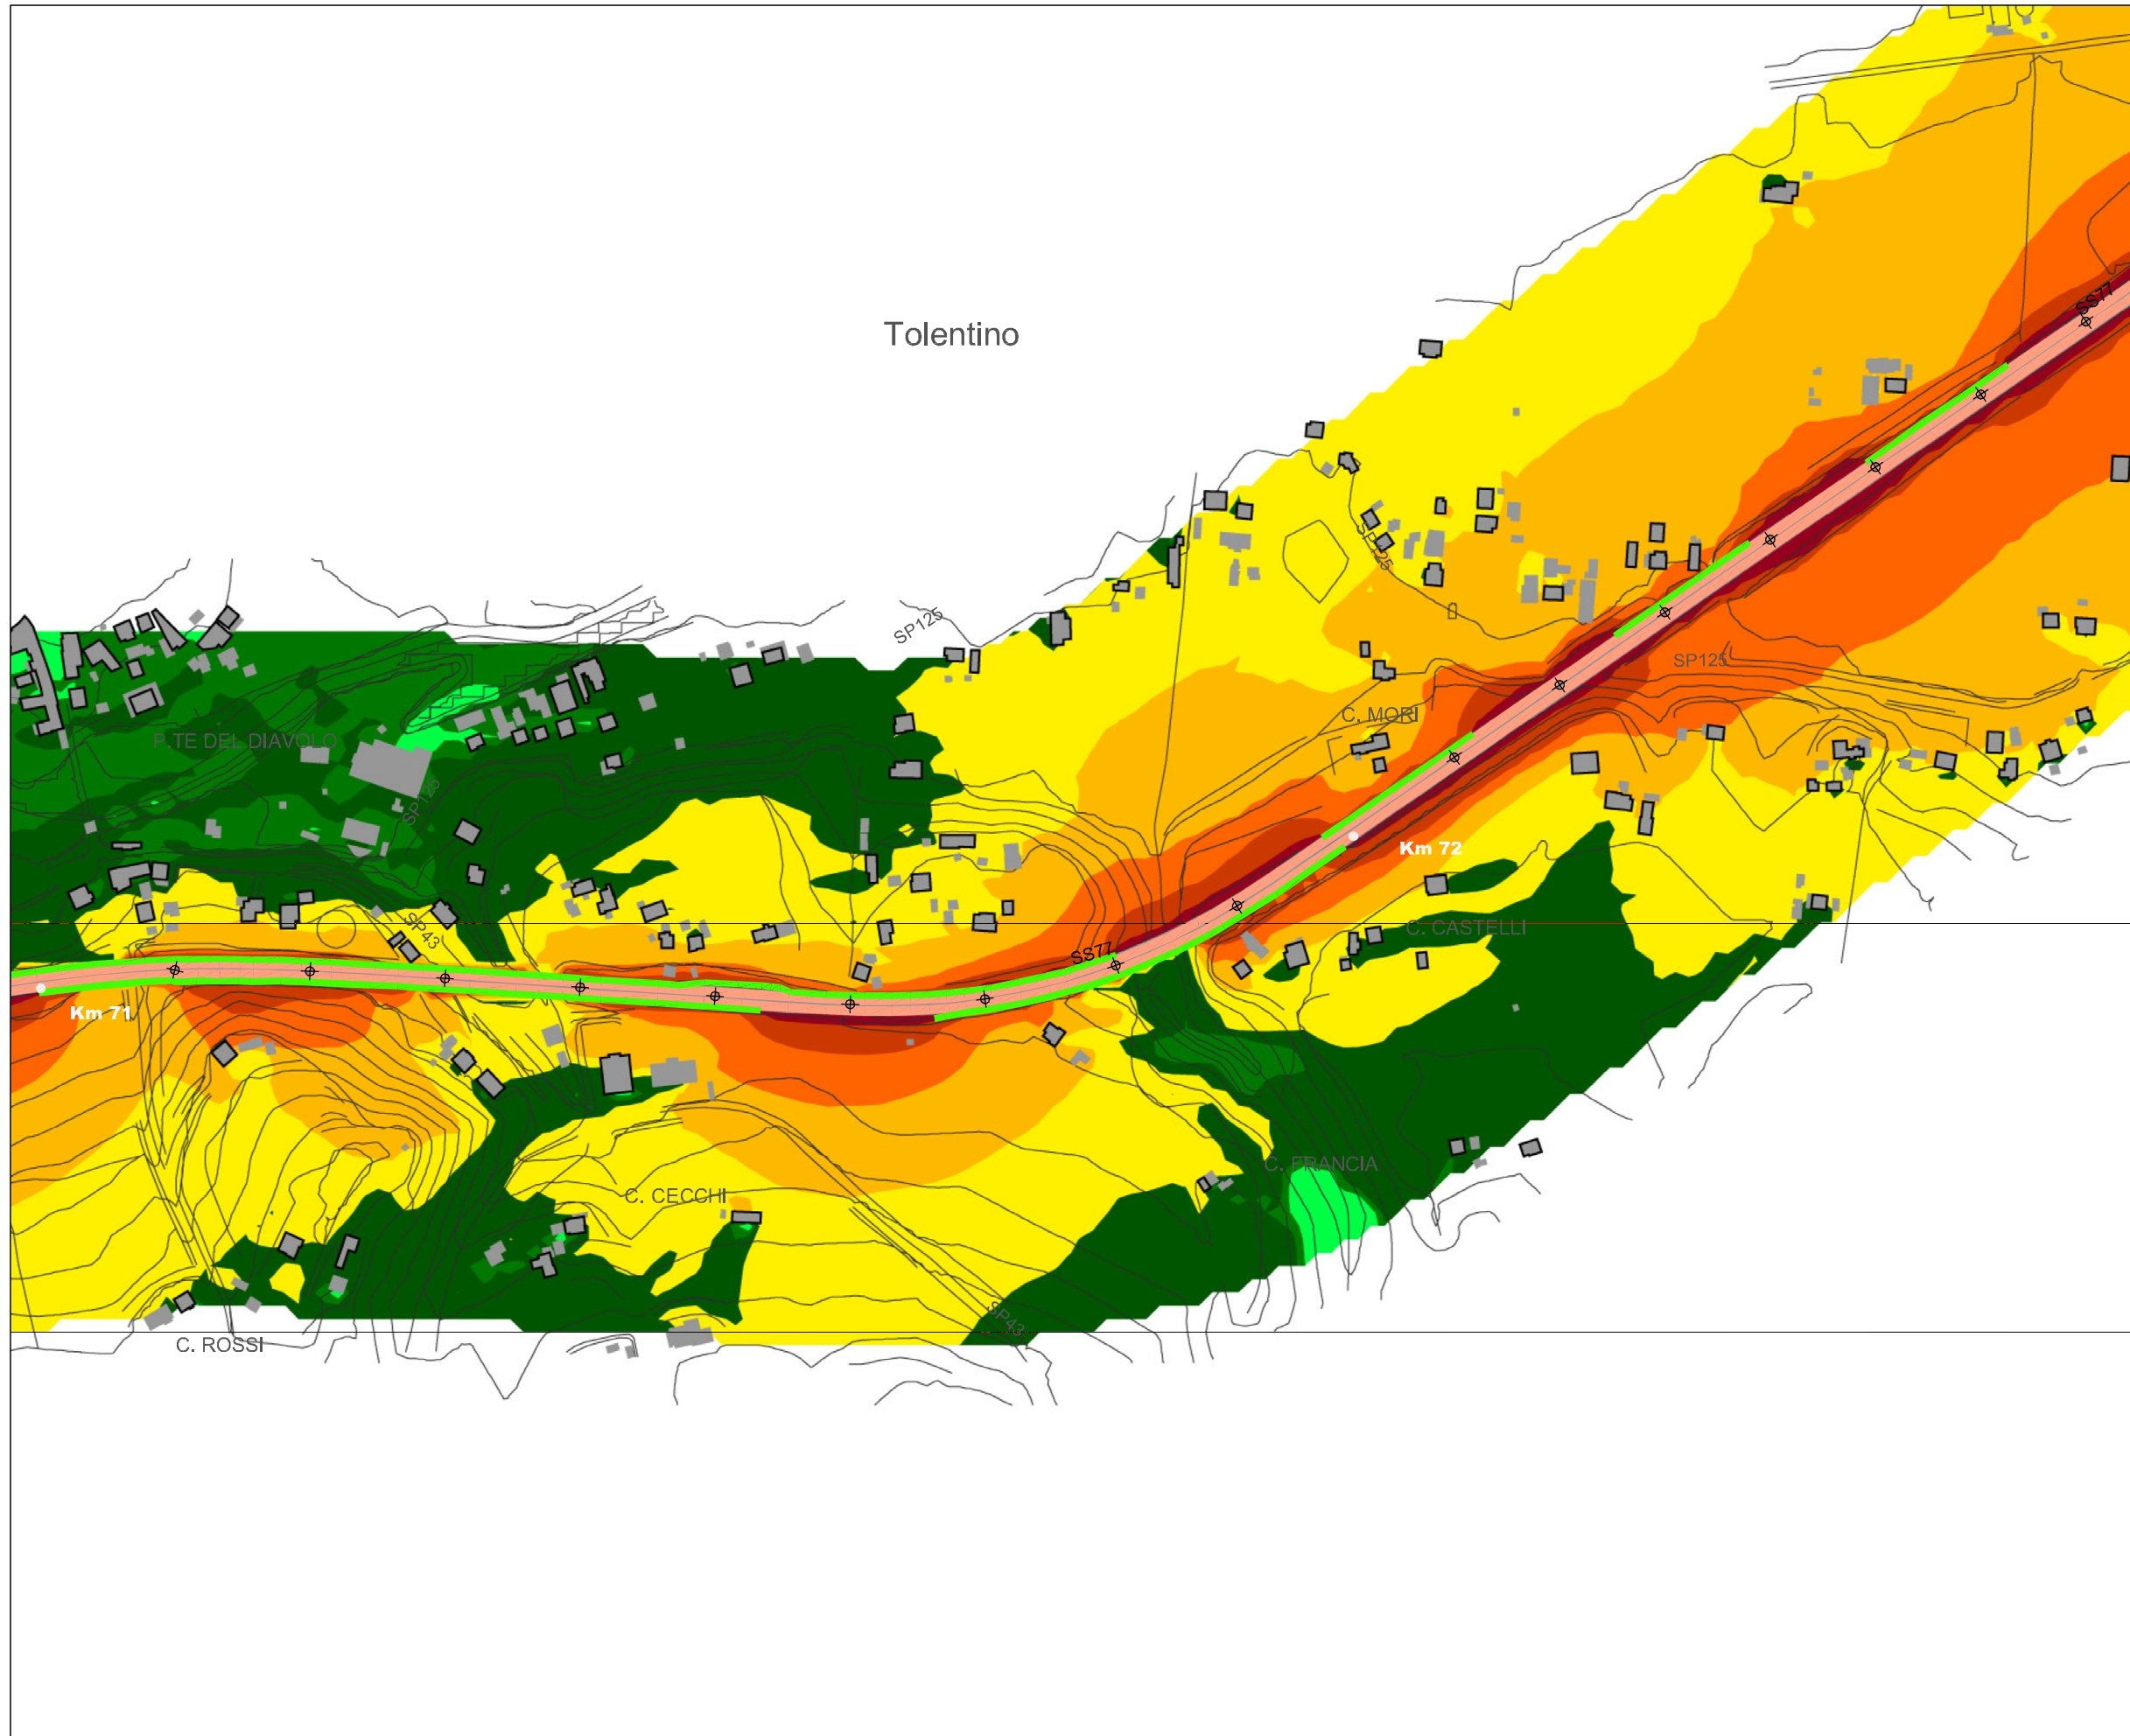 SS77
Tolentino
SP125
SP125
SP125
C. MORI
P.TE DEL DIAVOLO
SP125
Km 72
SP43
C. CASTELLI
SS77
Km 71
C. FRANCIA
C. CECCHI
SP43
C. ROSSI